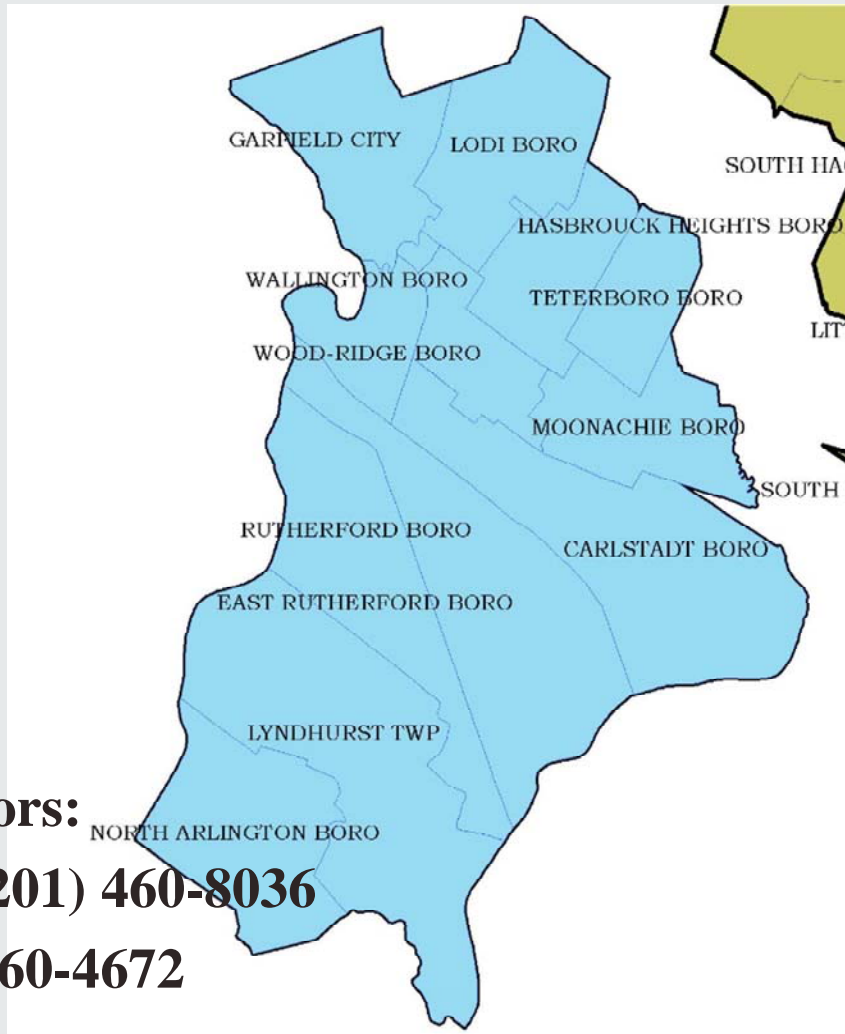 GARFIELD CITY
LODI BORO
SOUTH HA
HASBROUCK HEIGHTS BORO
WALLINGTON BORO
TETERBORO BORO
LIT
WOOD-RIDGE BORO
MOONACHIE BORO
SOUTH
RUTHERFORD BORO
CARLSTADT BORO
EAST RUTHERFORD BORO
LYNDHURST TWP
ors:
NORTH ARLINGTON BORO
201) 460-8036
60-4672